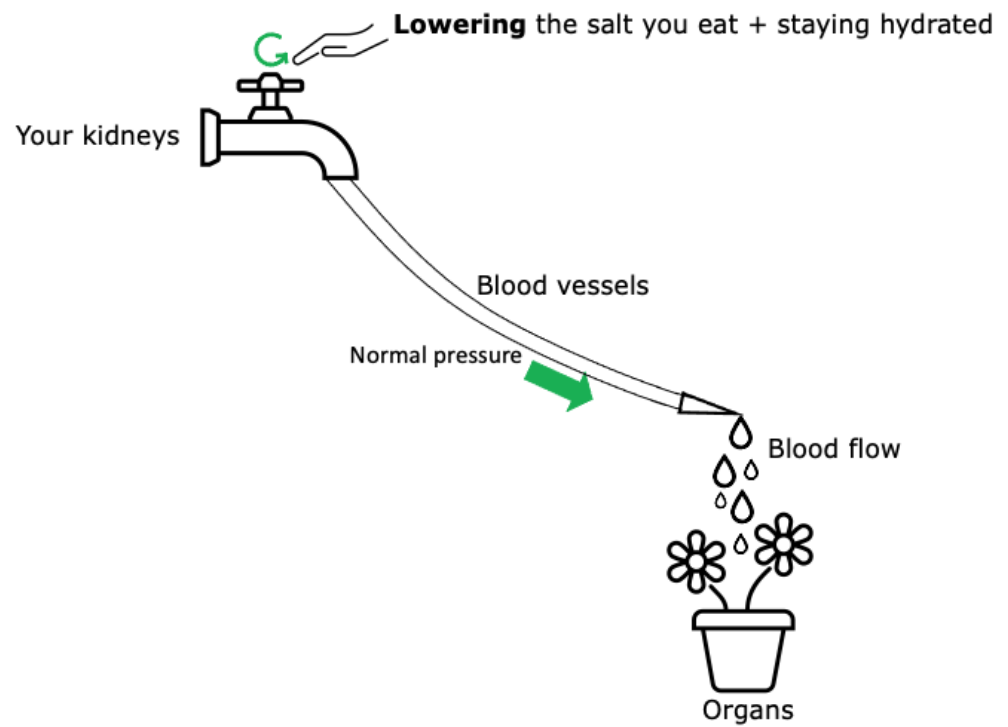 Lowering the salt you eat + staying hydrated
Your kidneys
Blood vessels
Normal pressure
Blood flow
Organs